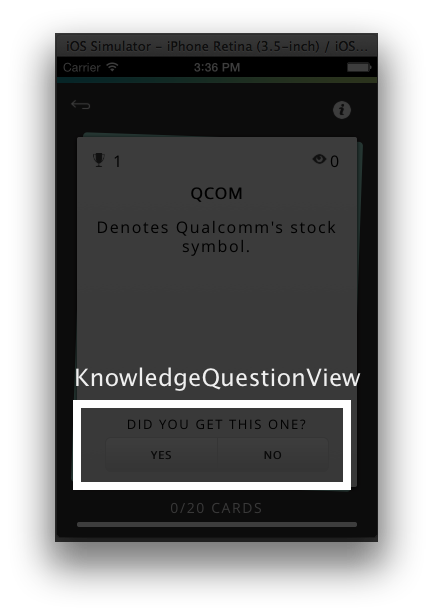 iOS Simulator – iPhone Retina (3.5-inch) / iOS...
Carrier 3:36 PM
1 0
QCOM
Denotes Qualcomm's stock
symbol.
KnowledgeQuestionView
DID YOU GET THIS ONE?
YES NO
0/20 CARDS